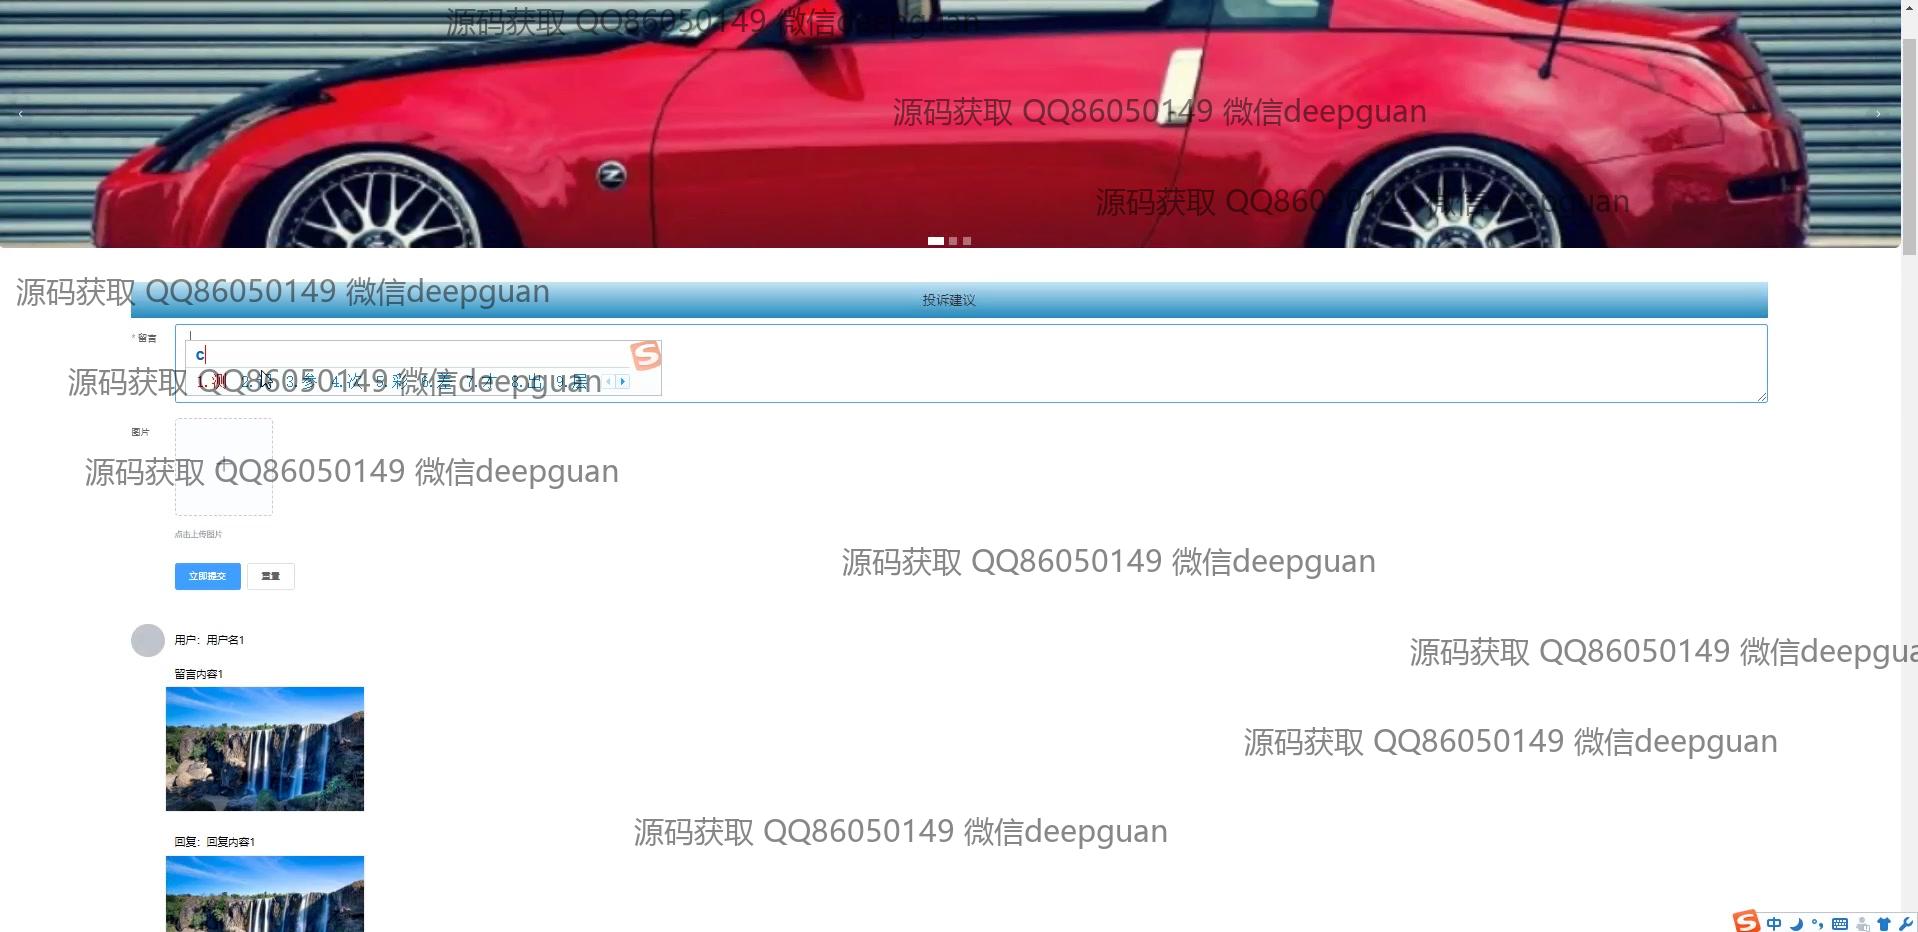 源码获取 QQ86050149 微信deepguan
源码获取 QQ86050149 微信deepguan
源码获取 QQ86050149 微信deepguan
源码获取 QQ86050149 微信deepguan
投诉建议
* 留言
c
1.测 2. 3.参 4.次 5.彩 6.差 7.才 8.出 9.层
源码获取 QQ86050149 微信deepguan
图片
源码获取 QQ86050149 微信deepguan
点击上传图片
源码获取 QQ86050149 微信deepguan
立即提交 重置
用户：用户名1
源码获取 QQ86050149 微信deepgua
留言内容1
源码获取 QQ86050149 微信deepguan
源码获取 QQ86050149 微信deepguan
回复：回复内容1
中